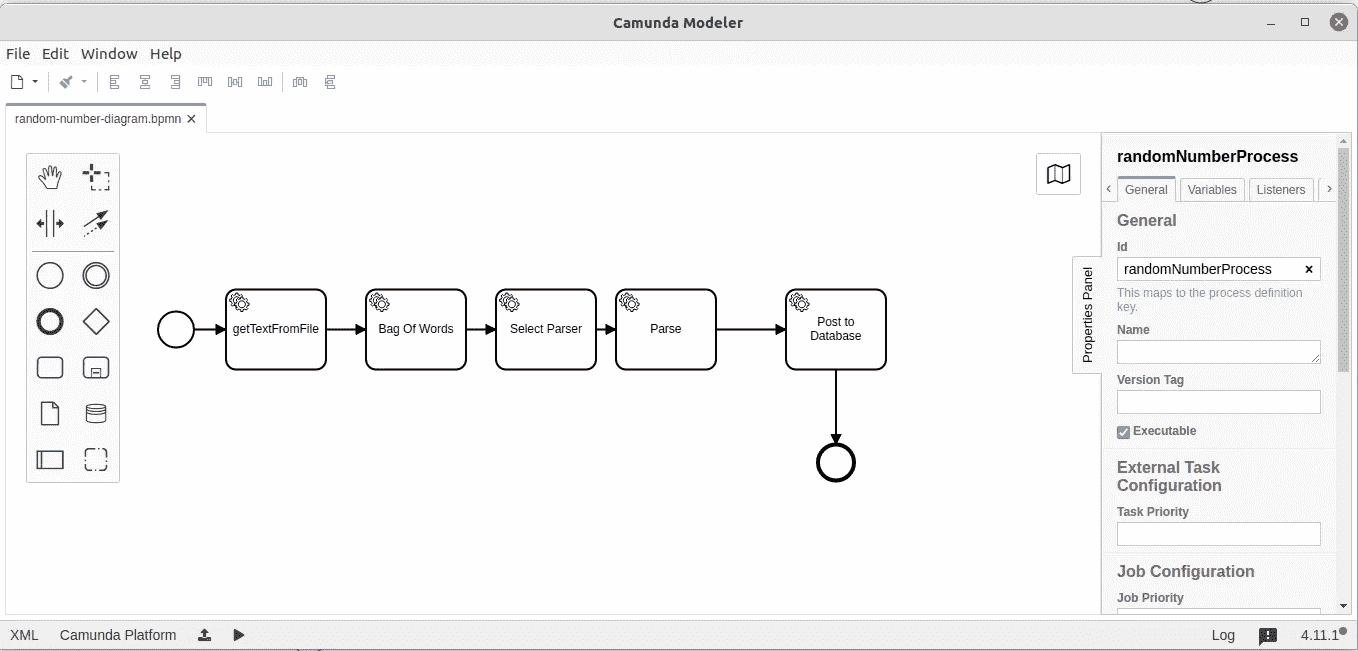 Camunda Modeler
File Edit Window Help
random-number-diagram.bpmn
getTextFromFile
Bag Of Words
Select Parser
Parse
Post to
Database
Properties Panel
randomNumberProcess
General Variables Listeners
General
Id
randomNumberProcess
This maps to the process definition
key.
Name
Version Tag
Executable
External Task
Configuration
Task Priority
Job Configuration
Job Priority
XML Camunda Platform Log 4.11.1